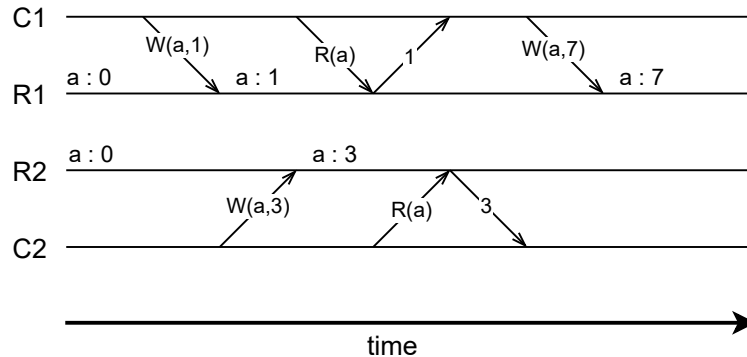 C1
W(a,1)
R(a)
1
W(a,7)
a : 0
a : 1
a : 7
R1
a : 0
a : 3
R2
W(a,3)
R(a)
3
C2
time